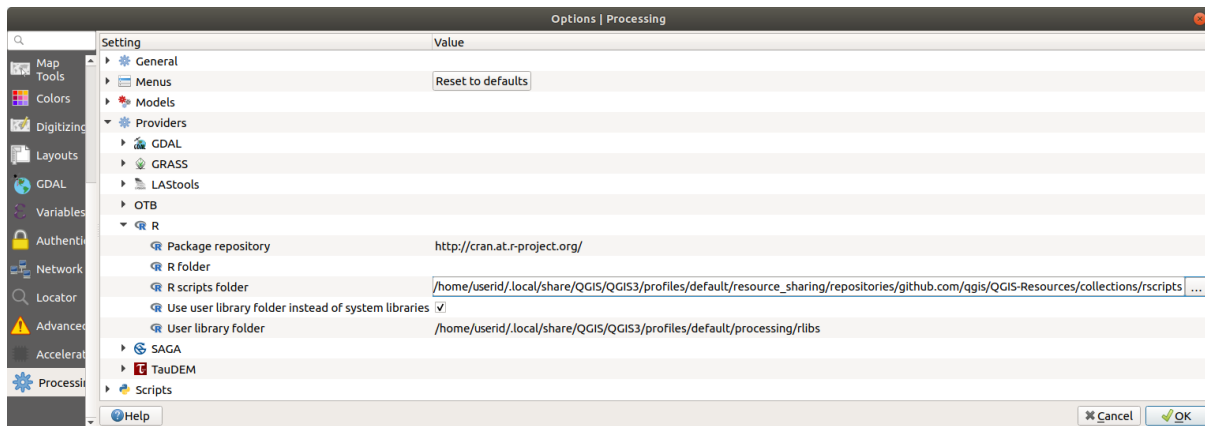 Options | Processing
Setting Value
Map Tools
Colors
Digitizing
Layouts
GDAL
Variables
Authenti
Network
Locator
Advanced
Accelerat
Processin
General
Menus Reset to defaults
Models
Providers
GDAL
GRASS
LAStools
OTB
R
Package repository http://cran.at.r-project.org/
R folder
R scripts folder /home/userid/.local/share/QGIS/QGIS3/profiles/default/resource_sharing/repositories/github.com/qgis/QGIS-Resources/collections/rscripts ...
Use user library folder instead of system libraries
User library folder /home/userid/.local/share/QGIS/QGIS3/profiles/default/processing/rlibs
SAGA
TauDEM
Scripts
Help Cancel OK